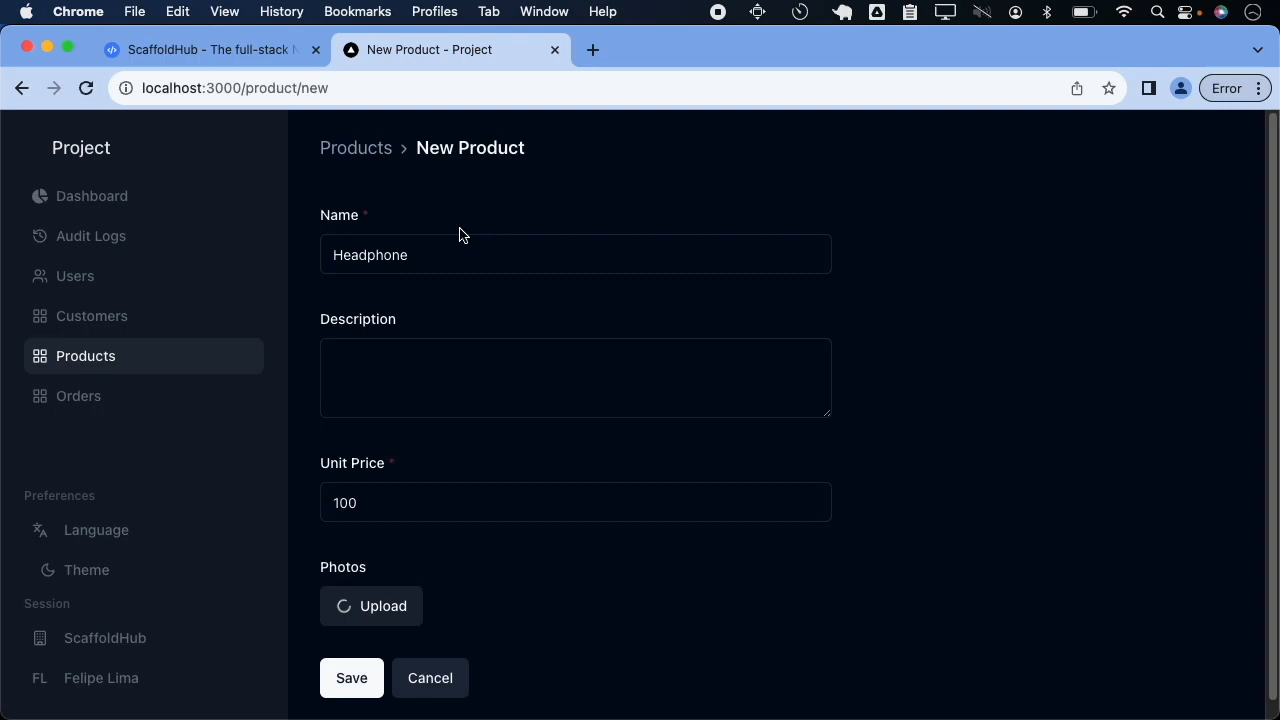 Chrome File Edit View History Bookmarks Profiles Tab Window Help
ScaffoldHub - The full-stack
New Product - Project
localhost:3000/product/new
Error
Project
Dashboard
Audit Logs
Users
Customers
Products
Orders
Preferences
Language
Theme
Session
ScaffoldHub
FL Felipe Lima
Products › New Product
Name *
Headphone
Description
Unit Price *
100
Photos
Upload
Save Cancel